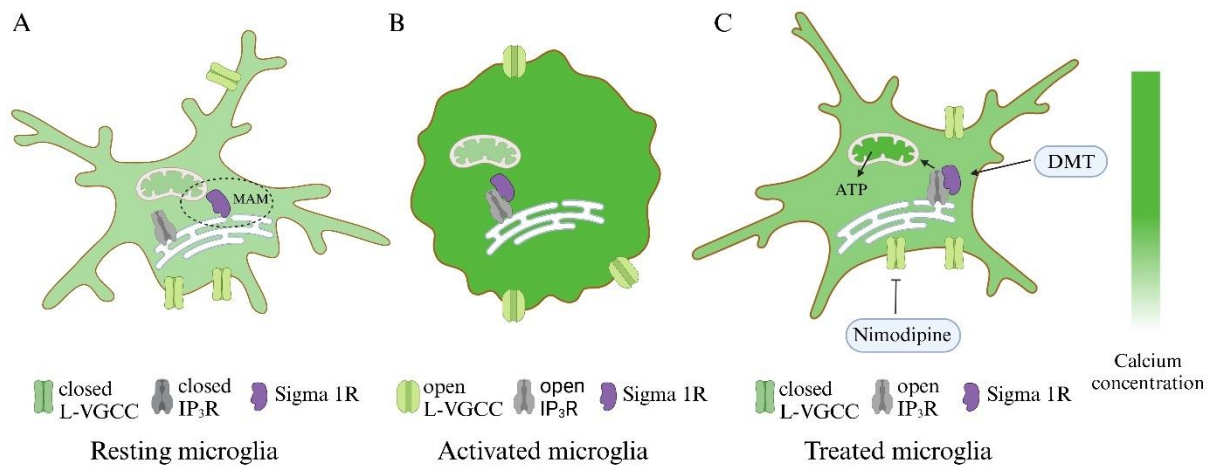 A
B
C
MAM
ATP
DMT
Nimodipine
Calcium
concentration
closed
L-VGCC
closed
IP₃R
Sigma 1R
open
L-VGCC
open
IP₃R
Sigma 1R
closed
L-VGCC
open
IP₃R
Sigma 1R
Resting microglia
Activated microglia
Treated microglia